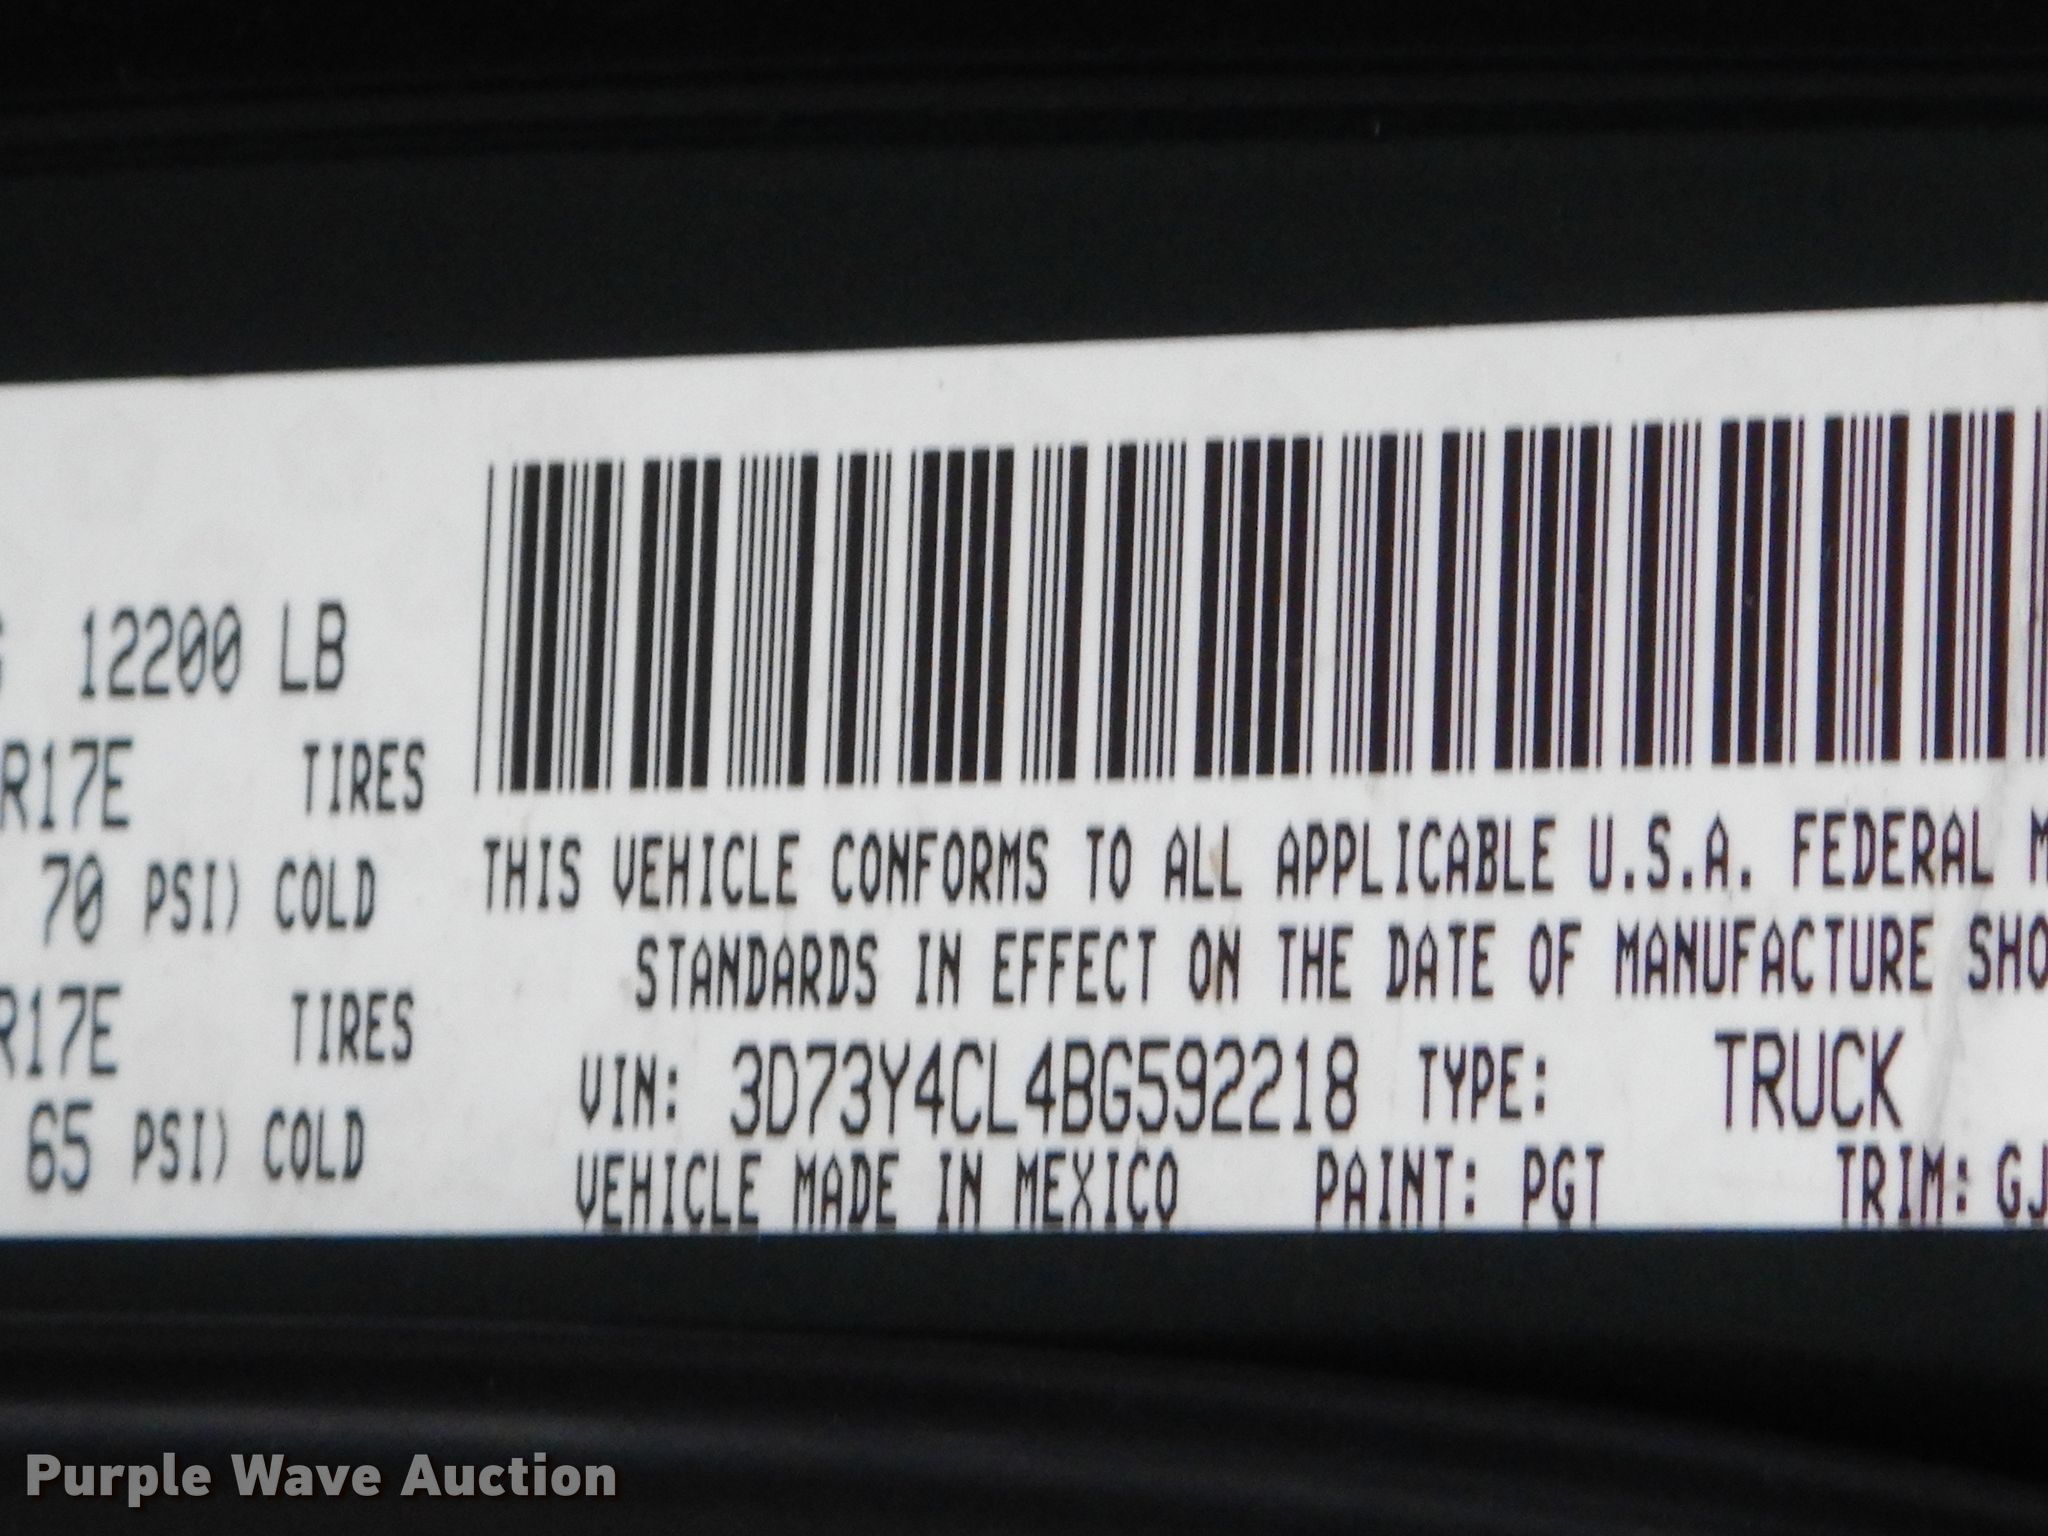 12200 LB
R17E TIRES
70 PSI) COLD
R17E TIRES
65 PSI) COLD
THIS VEHICLE CONFORMS TO ALL APPLICABLE U.S.A. FEDERAL M
STANDARDS IN EFFECT ON THE DATE OF MANUFACTURE SHO
VIN: 3D73Y4CL4BG592218 TYPE: TRUCK
VEHICLE MADE IN MEXICO PAINT: PGT TRIM: GJ
Purple Wave Auction